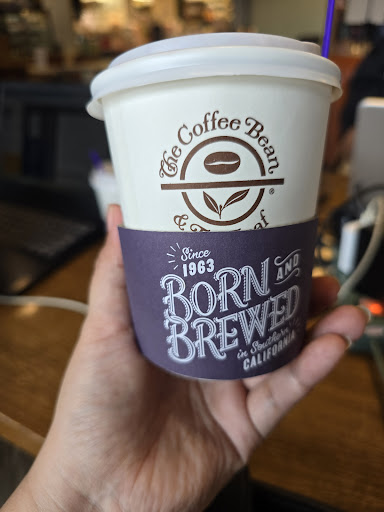 The Coffee Bean
®
Since
1963
BORN AND
BREWED
in Southern
CALIFORNIA